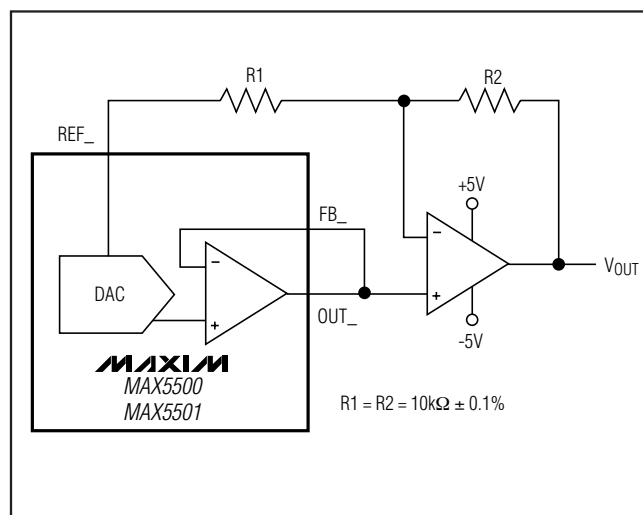 R1
R2
REF_
+5V
FB_
−
−
DAC
VOUT
+
+
OUT_
-5V
MAXIM
MAX5500
MAX5501
R1 = R2 = 10kΩ ± 0.1%